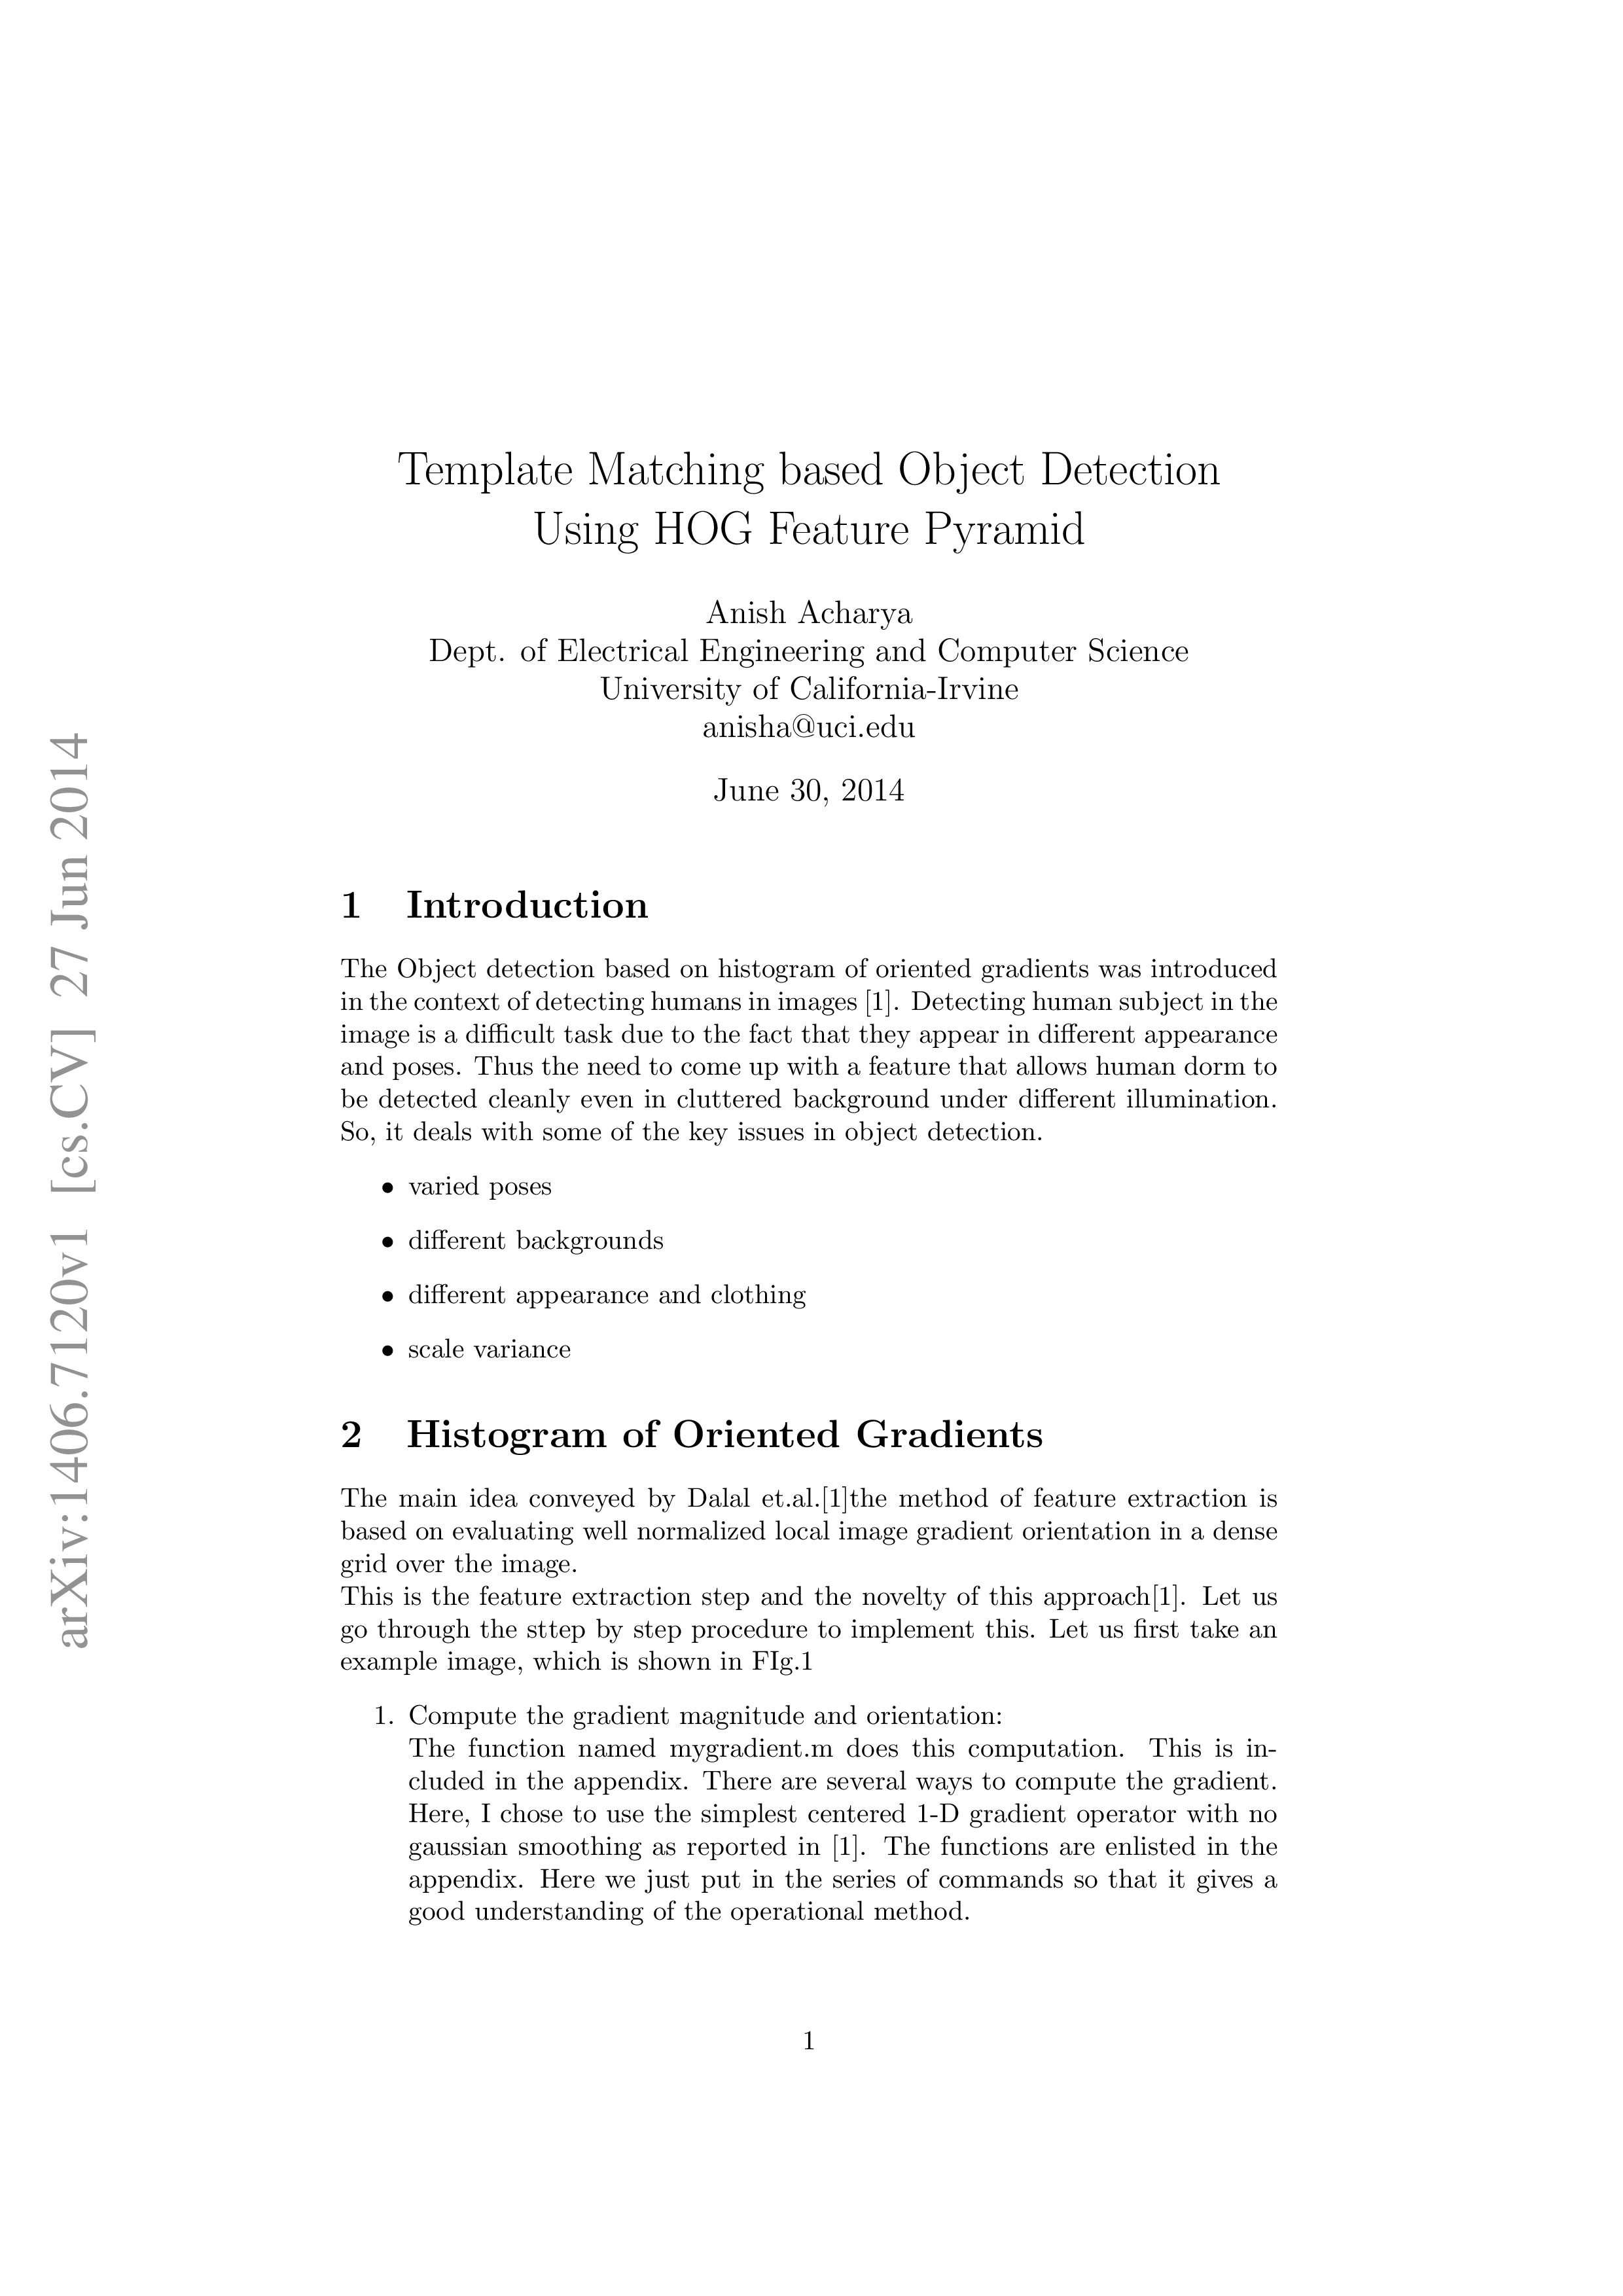 Template Matching based Object Detection
Using HOG Feature Pyramid
Anish Acharya
Dept. of Electrical Engineering and Computer Science
University of California-Irvine
anisha@uci.edu
June 30, 2014
arXiv:1406.7120v1 [cs.CV] 27 Jun 2014
1 Introduction
The Object detection based on histogram of oriented gradients was introduced
in the context of detecting humans in images [1]. Detecting human subject in the
image is a difficult task due to the fact that they appear in different appearance
and poses. Thus the need to come up with a feature that allows human dorm to
be detected cleanly even in cluttered background under different illumination.
So, it deals with some of the key issues in object detection.
• varied poses
• different backgrounds
• different appearance and clothing
• scale variance
2 Histogram of Oriented Gradients
The main idea conveyed by Dalal et.al.[1]the method of feature extraction is
based on evaluating well normalized local image gradient orientation in a dense
grid over the image.
This is the feature extraction step and the novelty of this approach[1]. Let us
go through the sttep by step procedure to implement this. Let us first take an
example image, which is shown in FIg.1
1. Compute the gradient magnitude and orientation:
The function named mygradient.m does this computation. This is in-
cluded in the appendix. There are several ways to compute the gradient.
Here, I chose to use the simplest centered 1-D gradient operator with no
gaussian smoothing as reported in [1]. The functions are enlisted in the
appendix. Here we just put in the series of commands so that it gives a
good understanding of the operational method.
1